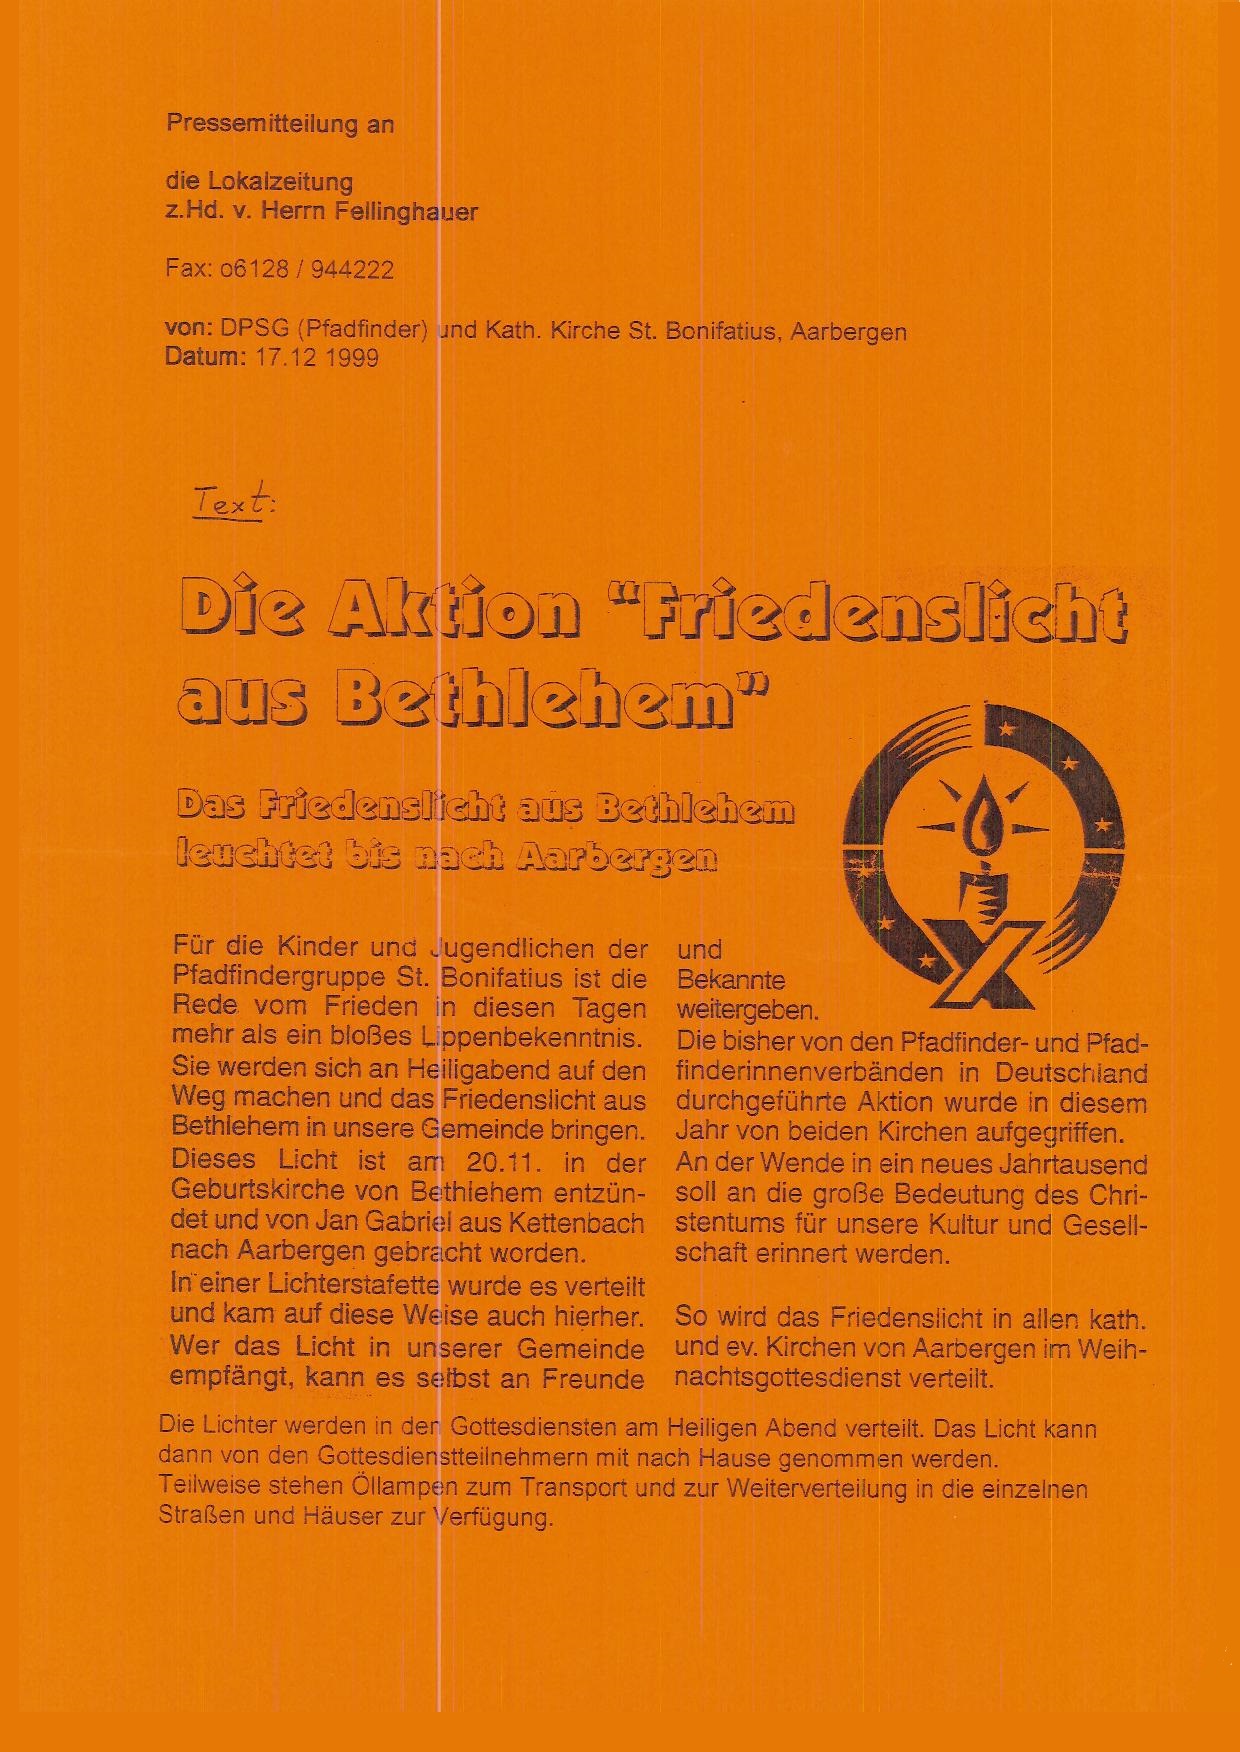 Pressemitteilung an
die Lokalzeitung
z.Hd. v. Herrn Fellinghauer
Fax: o6128 / 944222
von: DPSG (Pfadfinder) und Kath. Kirche St. Bonifatius, Aarbergen
Datum: 17.12 1999
Text:
Die Aktion “Friedenslicht
aus Bethlehem”
Das Friedenslicht aus Bethlehem
leuchtet bis nach Aarbergen
Für die Kinder und Jugendlichen der
Pfadfindergruppe St. Bonifatius ist die
Rede vom Frieden in diesen Tagen
mehr als ein bloßes Lippenbekenntnis.
Sie werden sich an Heiligabend auf den
Weg machen und das Friedenslicht aus
Bethlehem in unsere Gemeinde bringen.
Dieses Licht ist am 20.11. in der
Geburtskirche von Bethlehem entzün-
det und von Jan Gabriel aus Kettenbach
nach Aarbergen gebracht worden.
In einer Lichterstafette wurde es verteilt
und kam auf diese Weise auch hierher.
Wer das Licht in unserer Gemeinde
empfängt, kann es selbst an Freunde
und
Bekannte
weitergeben.
Die bisher von den Pfadfinder- und Pfad-
finderinnenverbänden in Deutschland
durchgeführte Aktion wurde in diesem
Jahr von beiden Kirchen aufgegriffen.
An der Wende in ein neues Jahrtausend
soll an die große Bedeutung des Chri-
stentums für unsere Kultur und Gesell-
schaft erinnert werden.
So wird das Friedenslicht in allen kath.
und ev. Kirchen von Aarbergen im Weih-
nachtsgottesdienst verteilt.
Die Lichter werden in den Gottesdiensten am Heiligen Abend verteilt. Das Licht kann
dann von den Gottesdienstteilnehmern mit nach Hause genommen werden.
Teilweise stehen Öllampen zum Transport und zur Weiterverteilung in die einzelnen
Straßen und Häuser zur Verfügung.